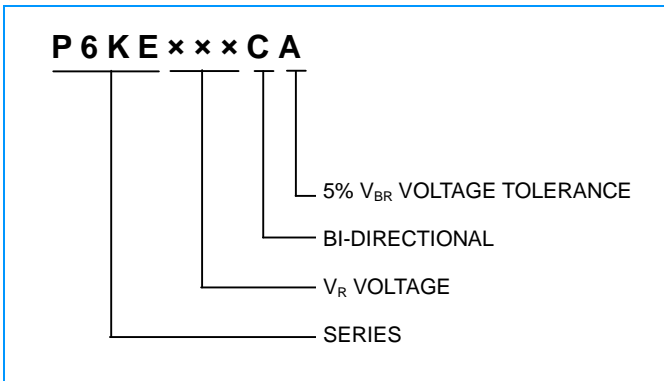 P6KE×××CA
5% VBR VOLTAGE TOLERANCE
BI-DIRECTIONAL
VR VOLTAGE
SERIES